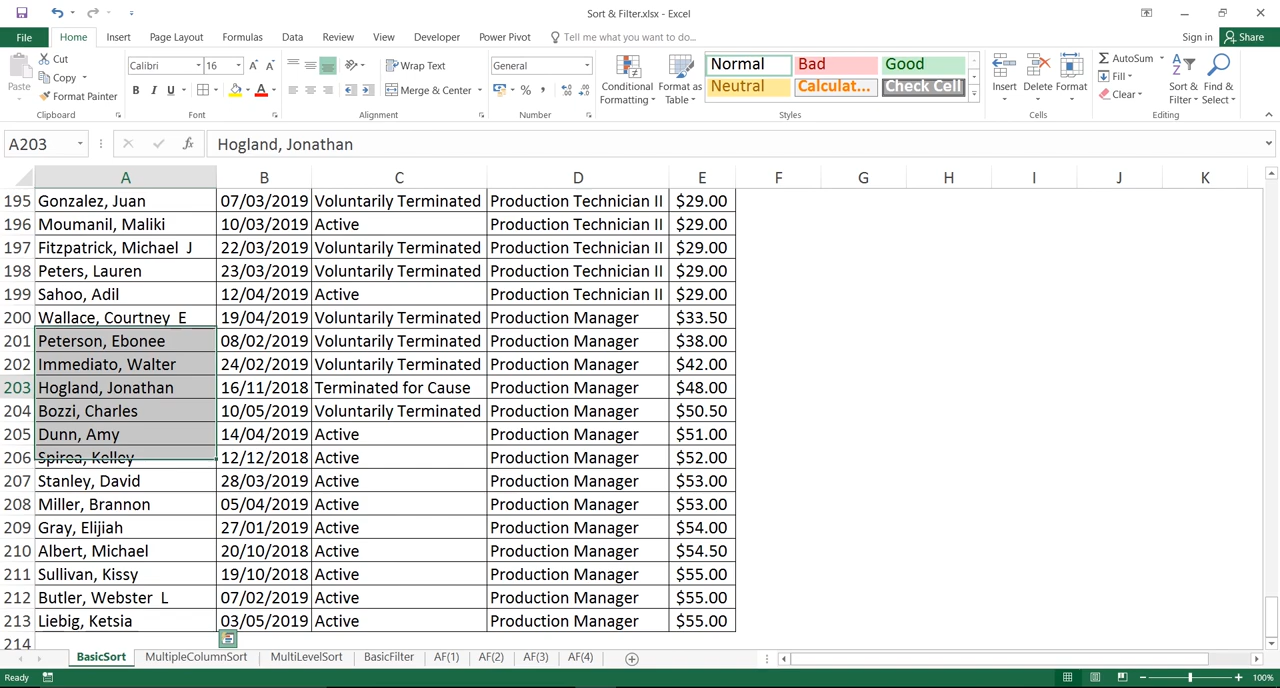 Sort & Filter.xlsx - Excel
File Home Insert Page Layout Formulas Data Review View Developer Power Pivot Tell me what you want to do... Sign in Share
Paste Cut Copy Format Painter
Calibri 16 B I U
Wrap Text Merge & Center
General % ,
Conditional Formatting Format as Table
Normal Bad Good
Neutral Calculat... Check Cell
Insert Delete Format
AutoSum Fill Clear Sort & Filter Find & Select
Clipboard Font Alignment Number Styles Cells Editing
A203 fx Hogland, Jonathan
A B C D E F G H I J K
195 Gonzalez, Juan 07/03/2019 Voluntarily Terminated Production Technician II $29.00
196 Moumanil, Maliki 10/03/2019 Active Production Technician II $29.00
197 Fitzpatrick, Michael J 22/03/2019 Voluntarily Terminated Production Technician II $29.00
198 Peters, Lauren 23/03/2019 Voluntarily Terminated Production Technician II $29.00
199 Sahoo, Adil 12/04/2019 Active Production Technician II $29.00
200 Wallace, Courtney E 19/04/2019 Voluntarily Terminated Production Manager $33.50
201 Peterson, Ebonee 08/02/2019 Voluntarily Terminated Production Manager $38.00
202 Immediato, Walter 24/02/2019 Voluntarily Terminated Production Manager $42.00
203 Hogland, Jonathan 16/11/2018 Terminated for Cause Production Manager $48.00
204 Bozzi, Charles 10/05/2019 Voluntarily Terminated Production Manager $50.50
205 Dunn, Amy 14/04/2019 Active Production Manager $51.00
206 Spirea, Kelley 12/12/2018 Active Production Manager $52.00
207 Stanley, David 28/03/2019 Active Production Manager $53.00
208 Miller, Brannon 05/04/2019 Active Production Manager $53.00
209 Gray, Elijiah 27/01/2019 Active Production Manager $54.00
210 Albert, Michael 20/10/2018 Active Production Manager $54.50
211 Sullivan, Kissy 19/10/2018 Active Production Manager $55.00
212 Butler, Webster L 07/02/2019 Active Production Manager $55.00
213 Liebig, Ketsia 03/05/2019 Active Production Manager $55.00
214
BasicSort MultipleColumnSort MultiLevelSort BasicFilter AF(1) AF(2) AF(3) AF(4)
Ready 100%